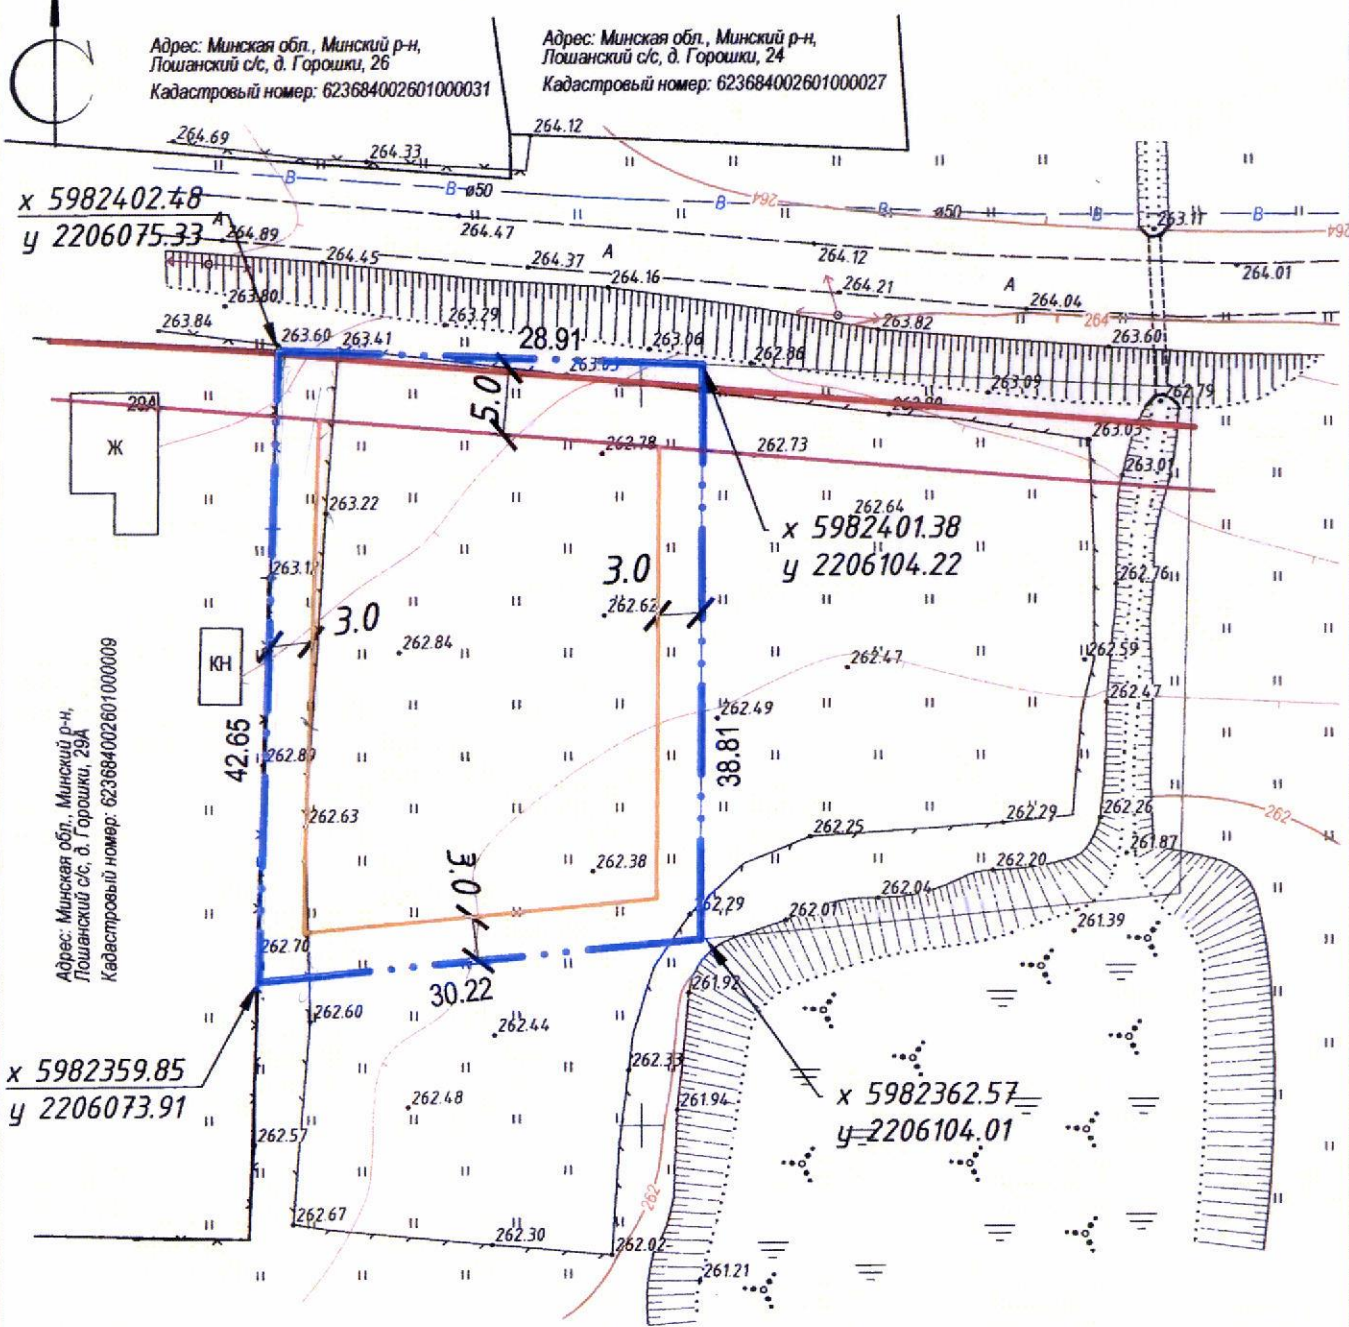 Адрес: Минская обл., Минский р-н,
Лошанский с/с, д. Горошки, 26
Кадастровый номер: 623684002601000031
Адрес: Минская обл., Минский р-н,
Лошанский с/с, д. Горошки, 24
Кадастровый номер: 623684002601000027
264.12
264.69
264.33
В
В ø50
В
264
В
ø50
В
263.11
В
264
x 5982402.48
y 2206075.33
А
264.89
264.47
264.12
264.01
264.45
264.37
А
264.16
264.21
А
264.04
263.80
263.84
263.29
263.82
264
263.60
263.60
263.41
28.91
263.06
262.86
263.09
262.79
29А
Ж
5.0
262.78
262.73
263.03
263.01
263.22
262.64
x 5982401.38
y 2206104.22
3.0
262.76
262.62
3.0
262.84
262.47
262.59
КН
262.47
262.49
42.65
38.81
262.89
262.63
262.29
262.26
262
262.25
261.87
Адрес: Минская обл., Минский р-н,
Лошанский с/с, д. Горошки, 29А
Кадастровый номер: 623684002601000009
3.0
262.38
262.20
262.04
262.29
262.01
261.39
262.70
30.22
261.92
262.60
262.44
262.33
x 5982359.85
y 2206073.91
262.48
261.94
x 5982362.57
y 2206104.01
262.57
262
262.67
262.30
262.02
261.21